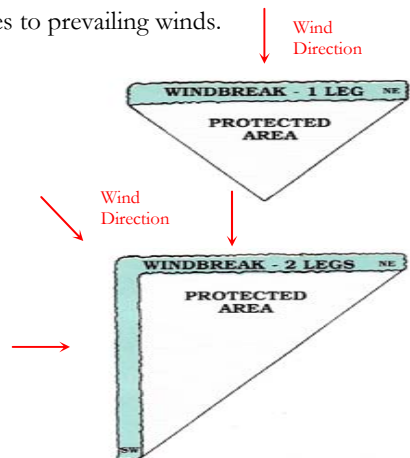 es to prevailing winds.
Wind
Direction
WINDBREAK - 1 LEG NE
PROTECTED
AREA
Wind
Direction
WINDBREAK - 2 LEGS NE
PROTECTED
AREA
SW